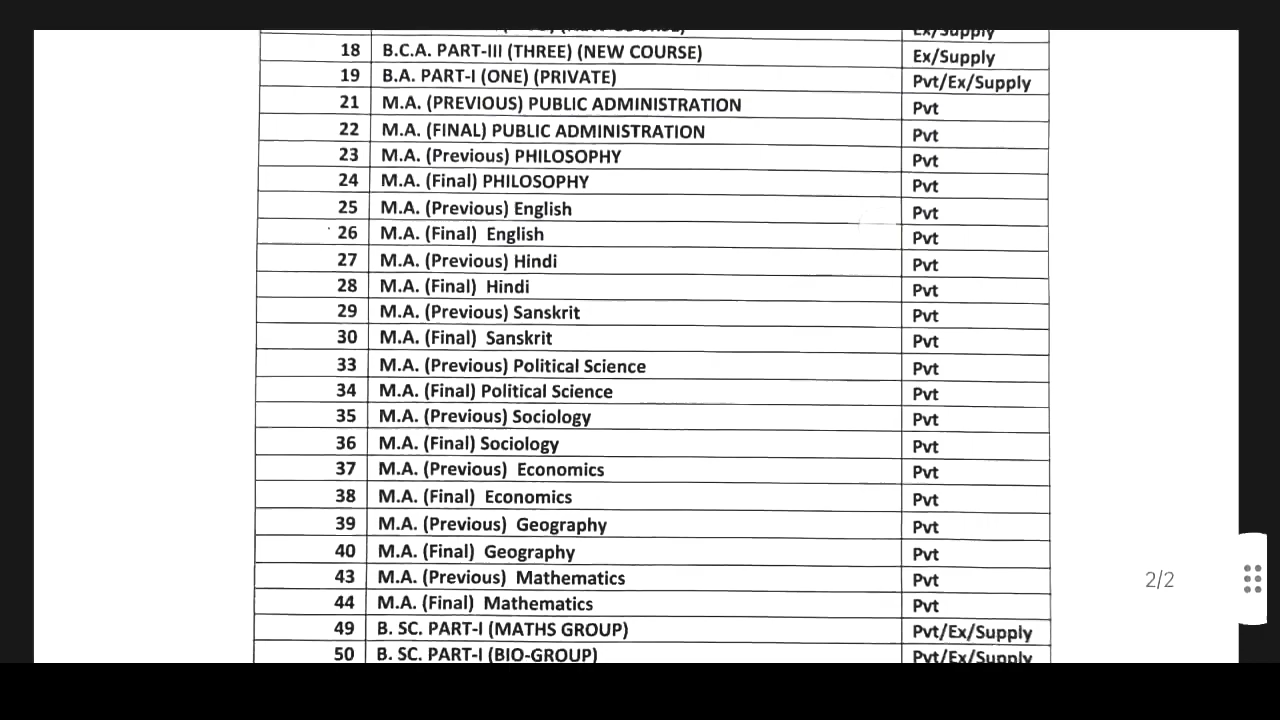 Ex/Supply
18 B.C.A. PART-III (THREE) (NEW COURSE) Ex/Supply
19 B.A. PART-I (ONE) (PRIVATE) Pvt/Ex/Supply
21 M.A. (PREVIOUS) PUBLIC ADMINISTRATION Pvt
22 M.A. (FINAL) PUBLIC ADMINISTRATION Pvt
23 M.A. (Previous) PHILOSOPHY Pvt
24 M.A. (Final) PHILOSOPHY Pvt
25 M.A. (Previous) English Pvt
26 M.A. (Final) English Pvt
27 M.A. (Previous) Hindi Pvt
28 M.A. (Final) Hindi Pvt
29 M.A. (Previous) Sanskrit Pvt
30 M.A. (Final) Sanskrit Pvt
33 M.A. (Previous) Political Science Pvt
34 M.A. (Final) Political Science Pvt
35 M.A. (Previous) Sociology Pvt
36 M.A. (Final) Sociology Pvt
37 M.A. (Previous) Economics Pvt
38 M.A. (Final) Economics Pvt
39 M.A. (Previous) Geography Pvt
40 M.A. (Final) Geography Pvt
43 M.A. (Previous) Mathematics Pvt
44 M.A. (Final) Mathematics Pvt
49 B. SC. PART-I (MATHS GROUP) Pvt/Ex/Supply
50 B. SC. PART-I (BIO-GROUP) Pvt/Ex/Supply
2/2